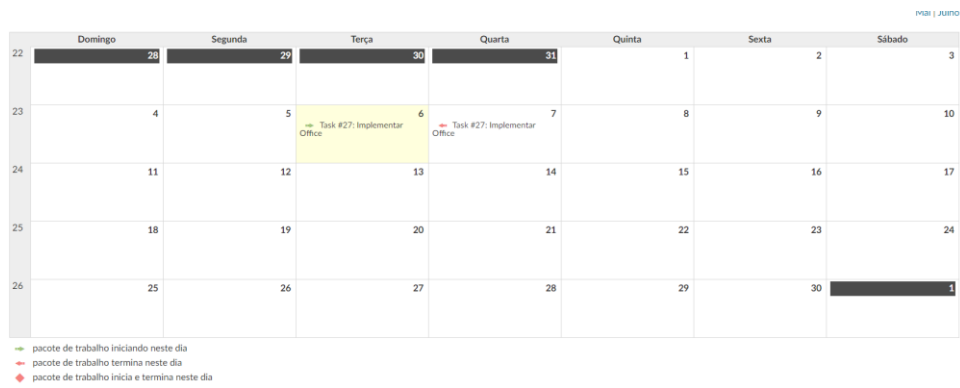 Mai | Julho
Domingo Segunda Terça Quarta Quinta Sexta Sábado
22 28 29 30 31 1 2 3
23 4 5 6 7 8 9 10
Task #27: Implementar Office
Task #27: Implementar Office
24 11 12 13 14 15 16 17
25 18 19 20 21 22 23 24
26 25 26 27 28 29 30 1
pacote de trabalho iniciando neste dia
pacote de trabalho termina neste dia
pacote de trabalho inicia e termina neste dia